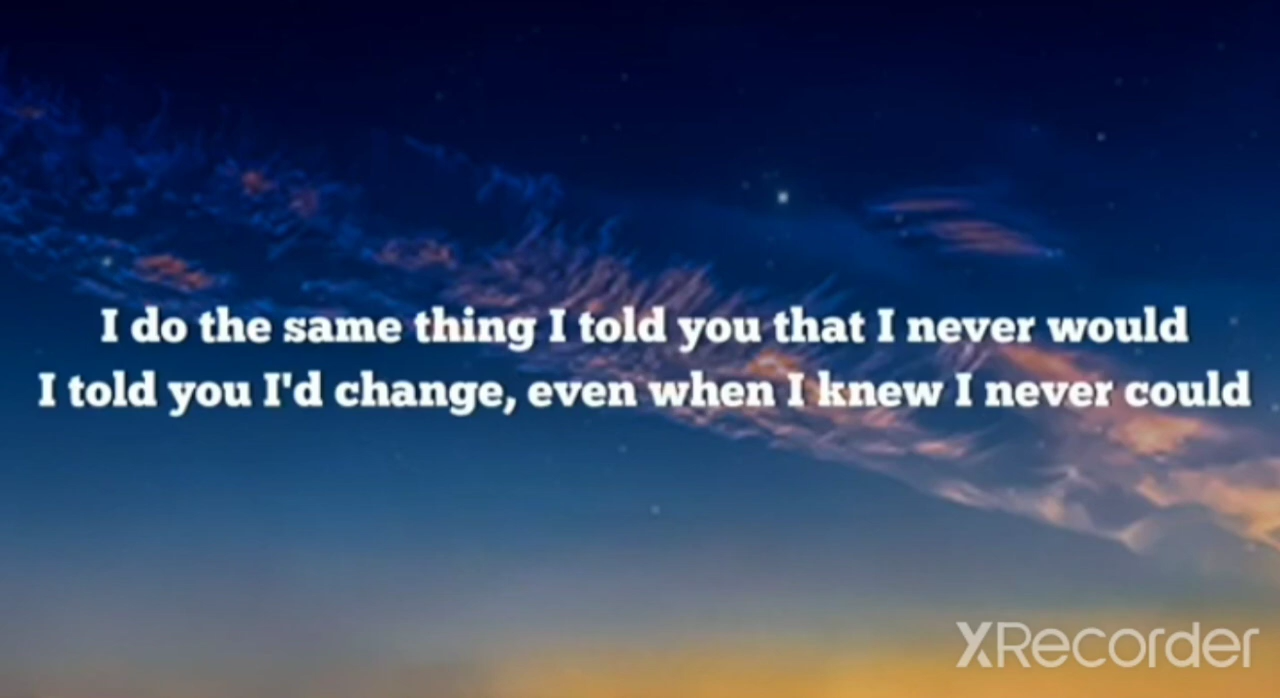 I do the same thing I told you that I never would
I told you I'd change, even when I knew I never could
XRecorder